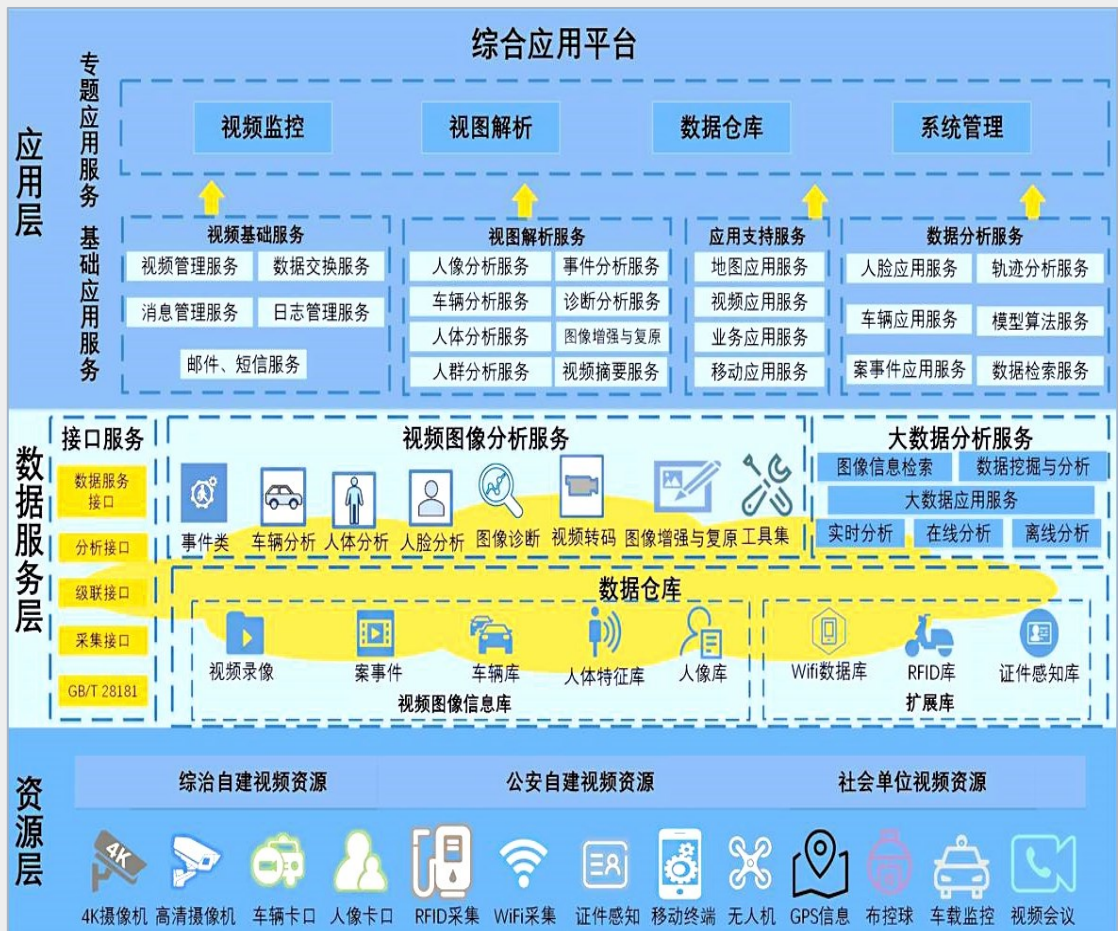 综合应用平台
应用层
专题应用服务
视频监控
视图解析
数据仓库
系统管理
基础应用服务
视频基础服务
视频管理服务
数据交换服务
消息管理服务
日志管理服务
邮件、短信服务
视图解析服务
人像分析服务
事件分析服务
车辆分析服务
诊断分析服务
人体分析服务
图像增强与复原
人群分析服务
视频摘要服务
应用支持服务
地图应用服务
视频应用服务
业务应用服务
移动应用服务
数据分析服务
人脸应用服务
轨迹分析服务
车辆应用服务
模型算法服务
案事件应用服务
数据检索服务
数据服务层
接口服务
数据服务
接口
分析接口
级联接口
采集接口
GB/T 28181
视频图像分析服务
事件类
车辆分析
人体分析
人脸分析
图像诊断
视频转码
图像增强与复原
工具集
大数据分析服务
图像信息检索
数据挖掘与分析
大数据应用服务
实时分析
在线分析
离线分析
数据仓库
视频录像
案事件
车辆库
人体特征库
人像库
视频图像信息库
Wifi数据库
RFID库
证件感知库
扩展库
资源层
综治自建视频资源
公安自建视频资源
社会单位视频资源
4K
4K摄像机
高清摄像机
车辆卡口
人像卡口
RFID采集
WiFi采集
证件感知
移动终端
无人机
GPS信息
布控球
车载监控
视频会议